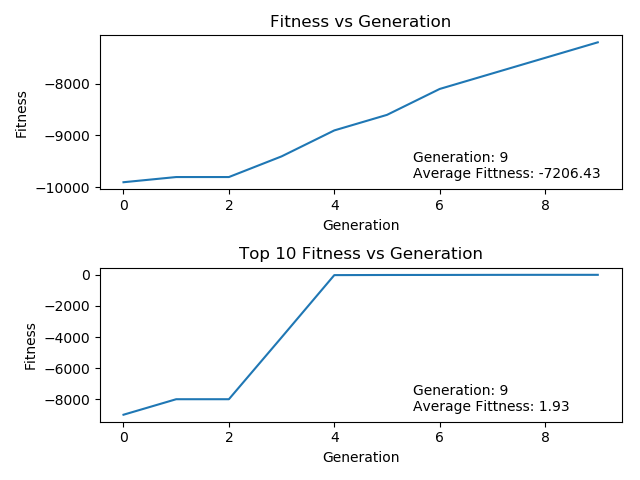 Fitness vs Generation
Fitness
−8000
−9000
−10000
Generation: 9
Average Fittness: -7206.43
0 2 4 6 8
Generation
Top 10 Fitness vs Generation
Fitness
0
−2000
−4000
−6000
−8000
Generation: 9
Average Fittness: 1.93
0 2 4 6 8
Generation